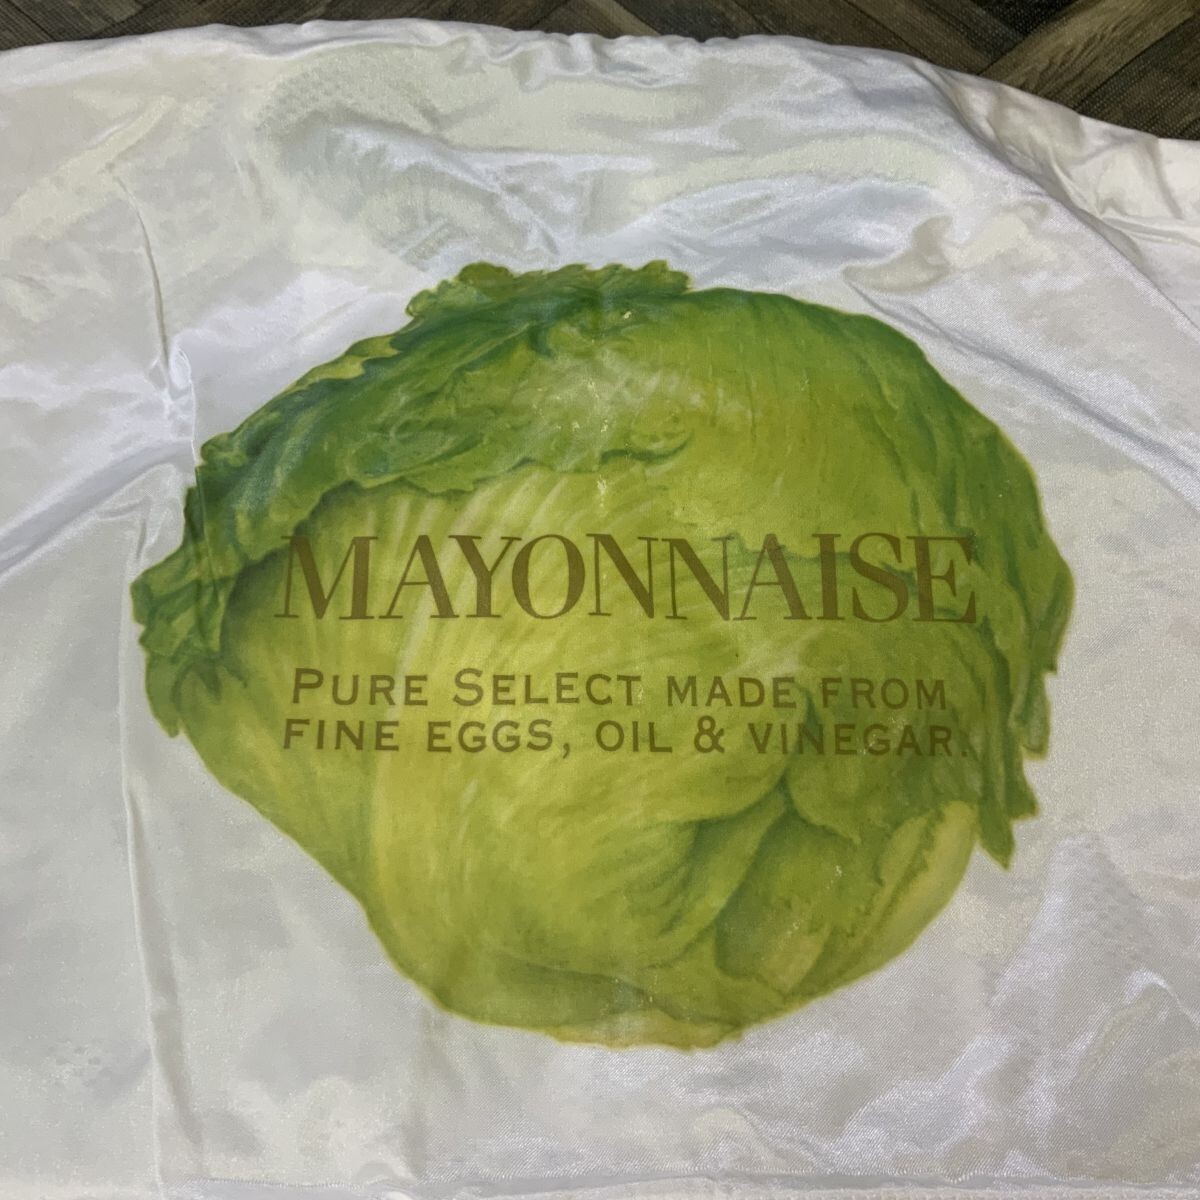 MAYONNAISE
PURE SELECT MADE FROM
FINE EGGS, OIL & VINEGAR.